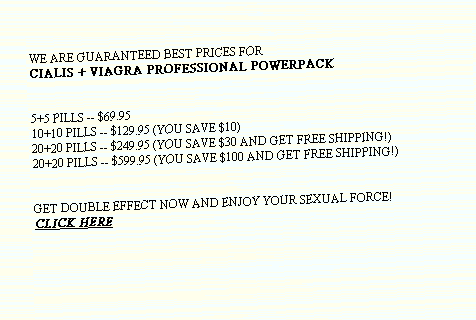 WE ARE GUARANTEED BEST PRICES FOR
CIALIS + VIAGRA PROFESSIONAL POWERPACK
5+5 PILLS -- $69.95
10+10 PILLS -- $129.95 (YOU SAVE $10)
20+20 PILLS -- $249.95 (YOU SAVE $30 AND GET FREE SHIPPING!)
20+20 PILLS -- $599.95 (YOU SAVE $100 AND GET FREE SHIPPING!)
GET DOUBLE EFFECT NOW AND ENJOY YOUR SEXUAL FORCE!
CLICK HERE